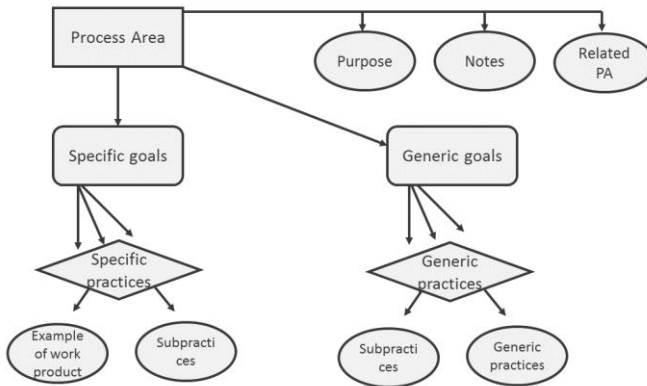 Process Area
Purpose
Notes
Related
PA
Specific goals
Generic goals
Specific
practices
Generic
practices
Example
of work
product
Subpracti
ces
Subpracti
ces
Generic
practices